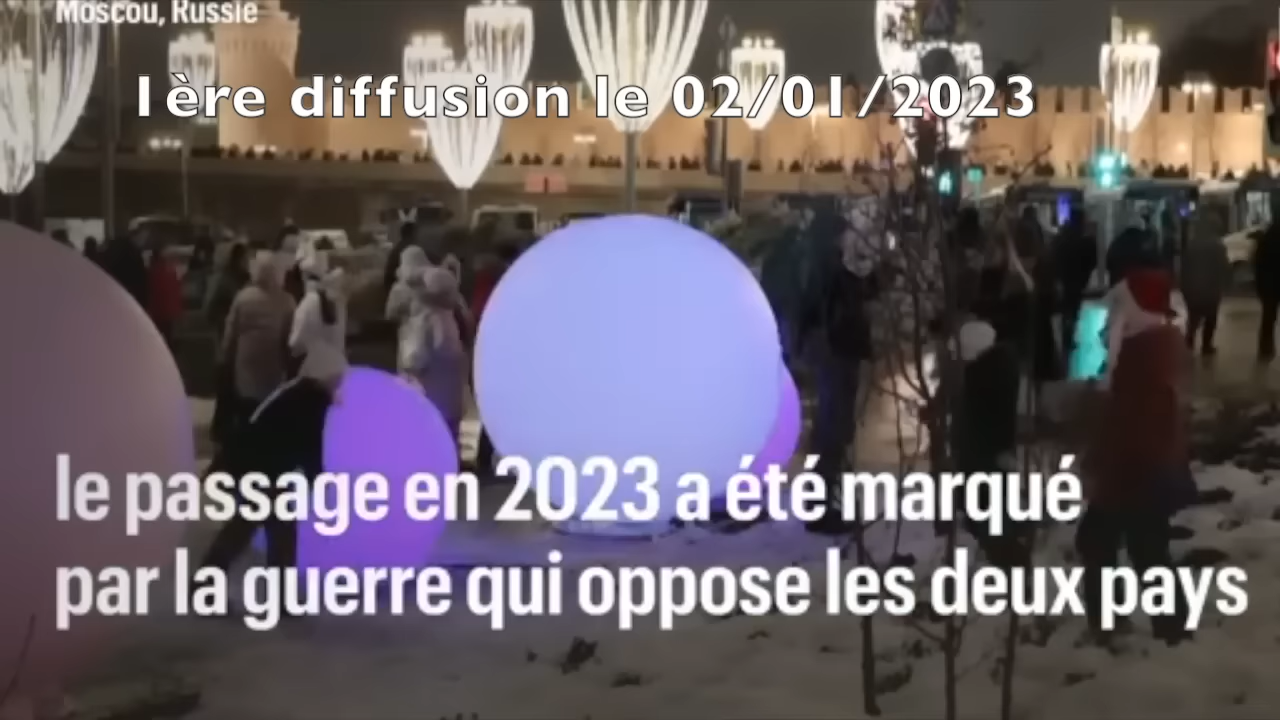 Moscou, Russie
1ère diffusion le 02/01/2023
le passage en 2023 a été marqué
par la guerre qui oppose les deux pays